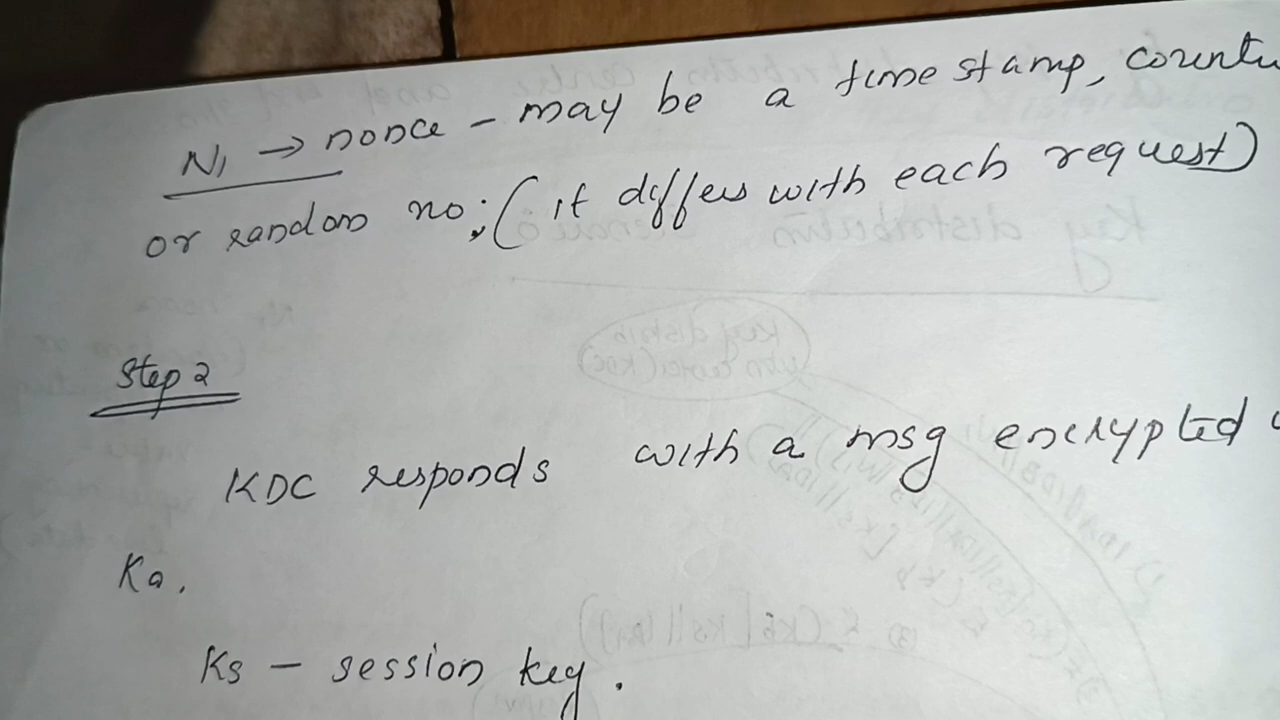 N1 → nonce - may be a time stamp, counte
or random no; (it differs with each request)
Step 2
KDC responds with a msg encrypted
Ka.
Ks - session key.